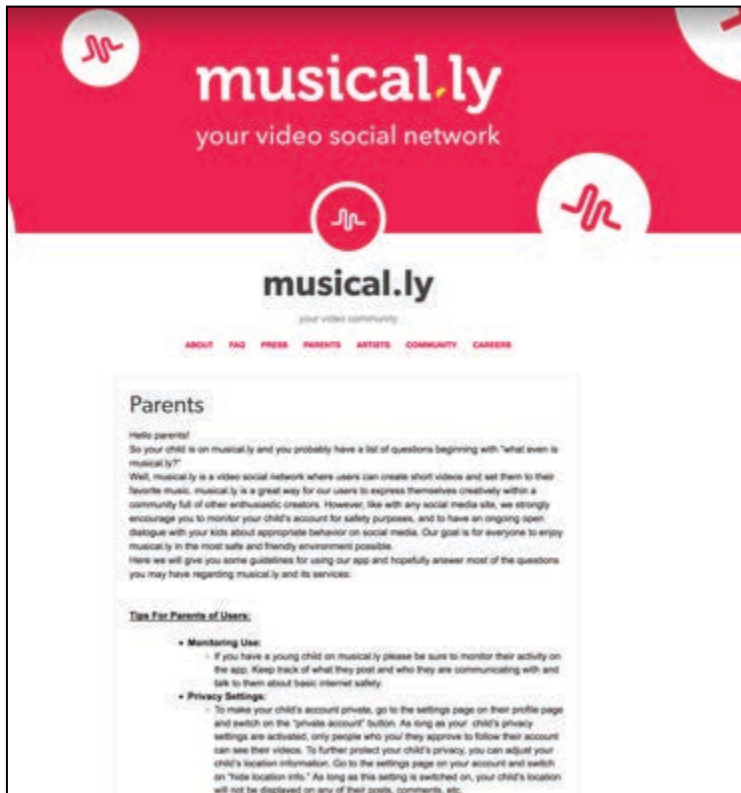 musical.ly
your video social network
musical.ly
your video community
ABOUT FAQ PRESS PARENTS ARTISTS COMMUNITY CAREERS
Parents
Hello parents!
So your child is on musical.ly and you probably have a list of questions beginning with "what even is
musical.ly?"
Well, musical.ly is a video social network where users can create short videos and set them to their
favorite music. musical.ly is a great way for our users to express themselves creatively within a
community full of other enthusiastic creators. However, like with any social media site, we strongly
encourage you to monitor your child's account for safety purposes, and to have an ongoing open
dialogue with your kids about appropriate behavior on social media. Our goal is for everyone to enjoy
musical.ly in the most safe and friendly environment possible.
Here we will give you some guidelines for using our app and hopefully answer most of the questions
you may have regarding musical.ly and its services:
Tips For Parents of Users:
• Monitoring Use:
◦ If you have a young child on musical.ly please be sure to monitor their activity on
the app. Keep track of what they post and who they are communicating with and
talk to them about basic internet safety.
• Privacy Settings:
◦ To make your child's account private, go to the settings page on their profile page
and switch on the "private account" button. As long as your child's privacy
settings are activated, only people who you/ they approve to follow their account
can see their videos. To further protect your child's privacy, you can adjust your
child's location information. Go to the settings page on your account and switch
on "hide location info." As long as this setting is switched on, your child's location
will not be displayed on any of their posts, comments, etc.